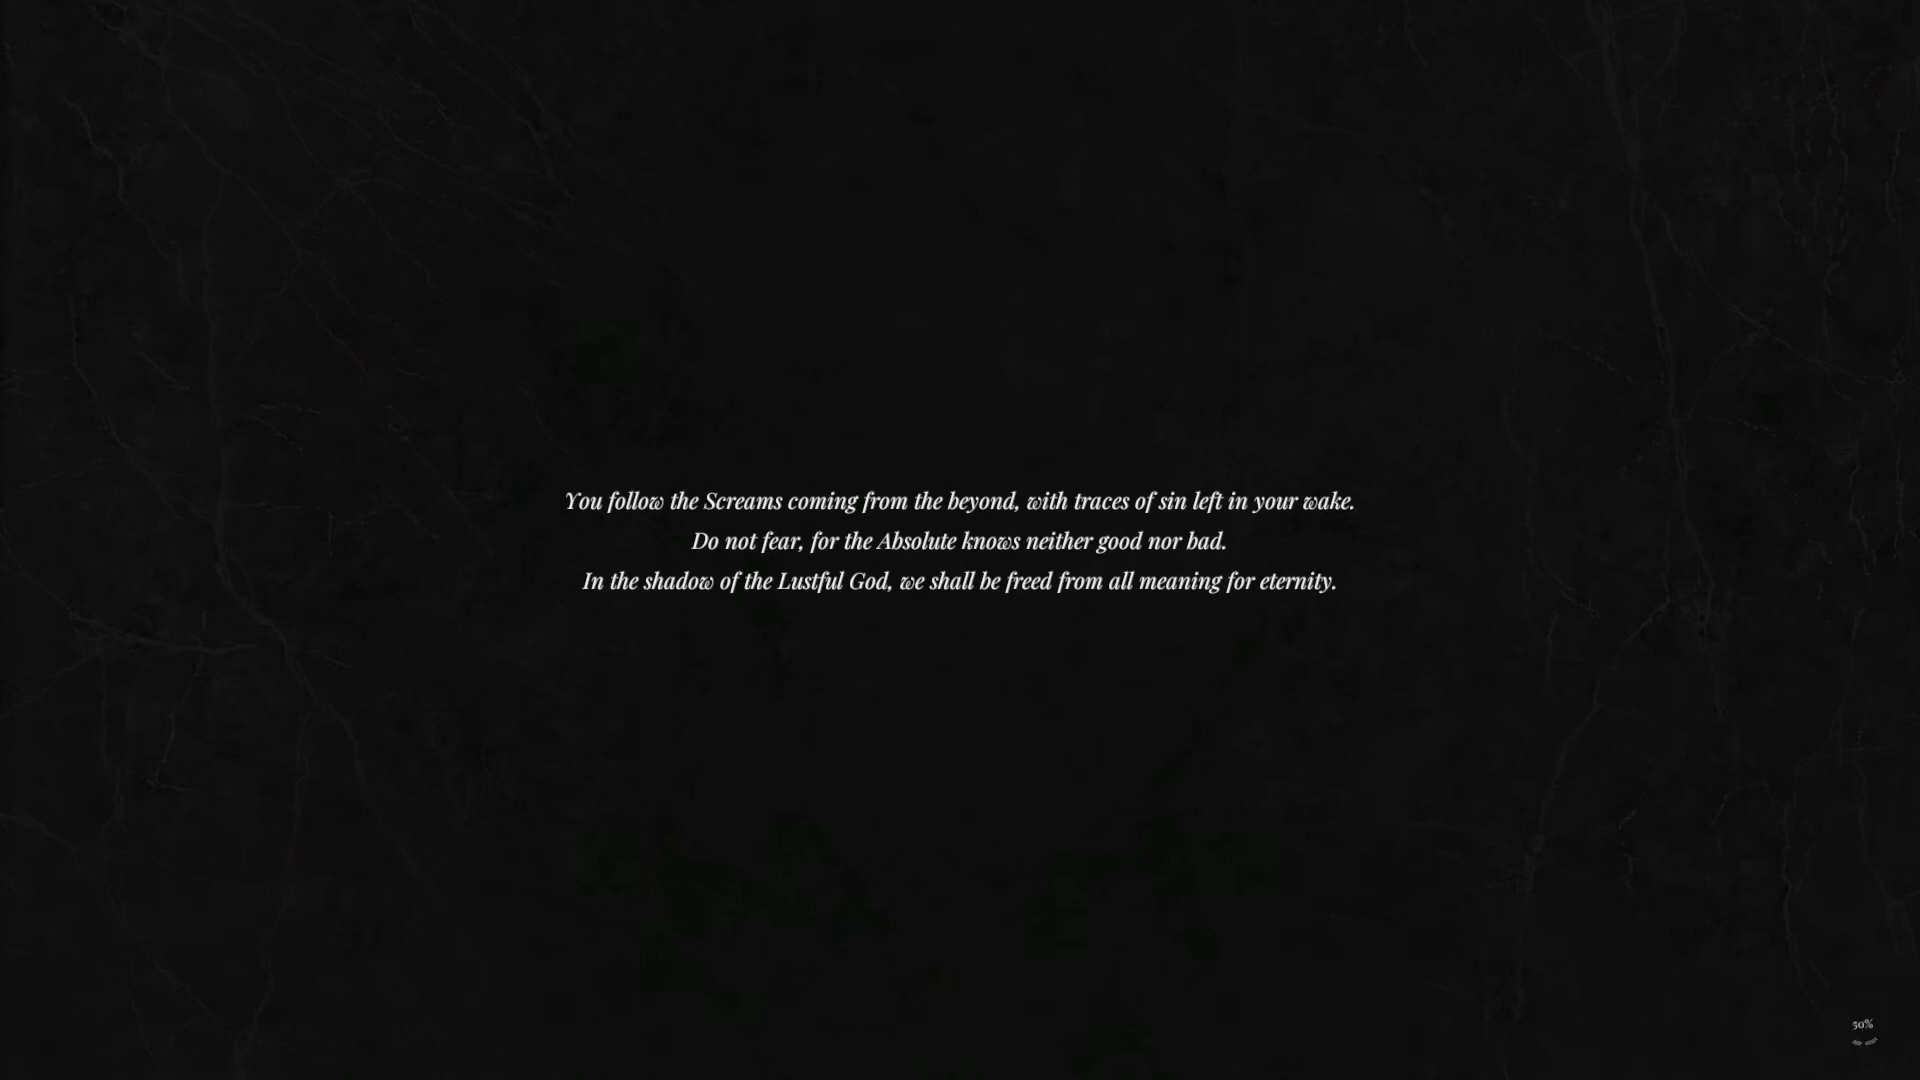 You follow the Screams coming from the beyond, with traces of sin left in your wake.
Do not fear, for the Absolute knows neither good nor bad.
In the shadow of the Lustful God, we shall be freed from all meaning for eternity.
50%